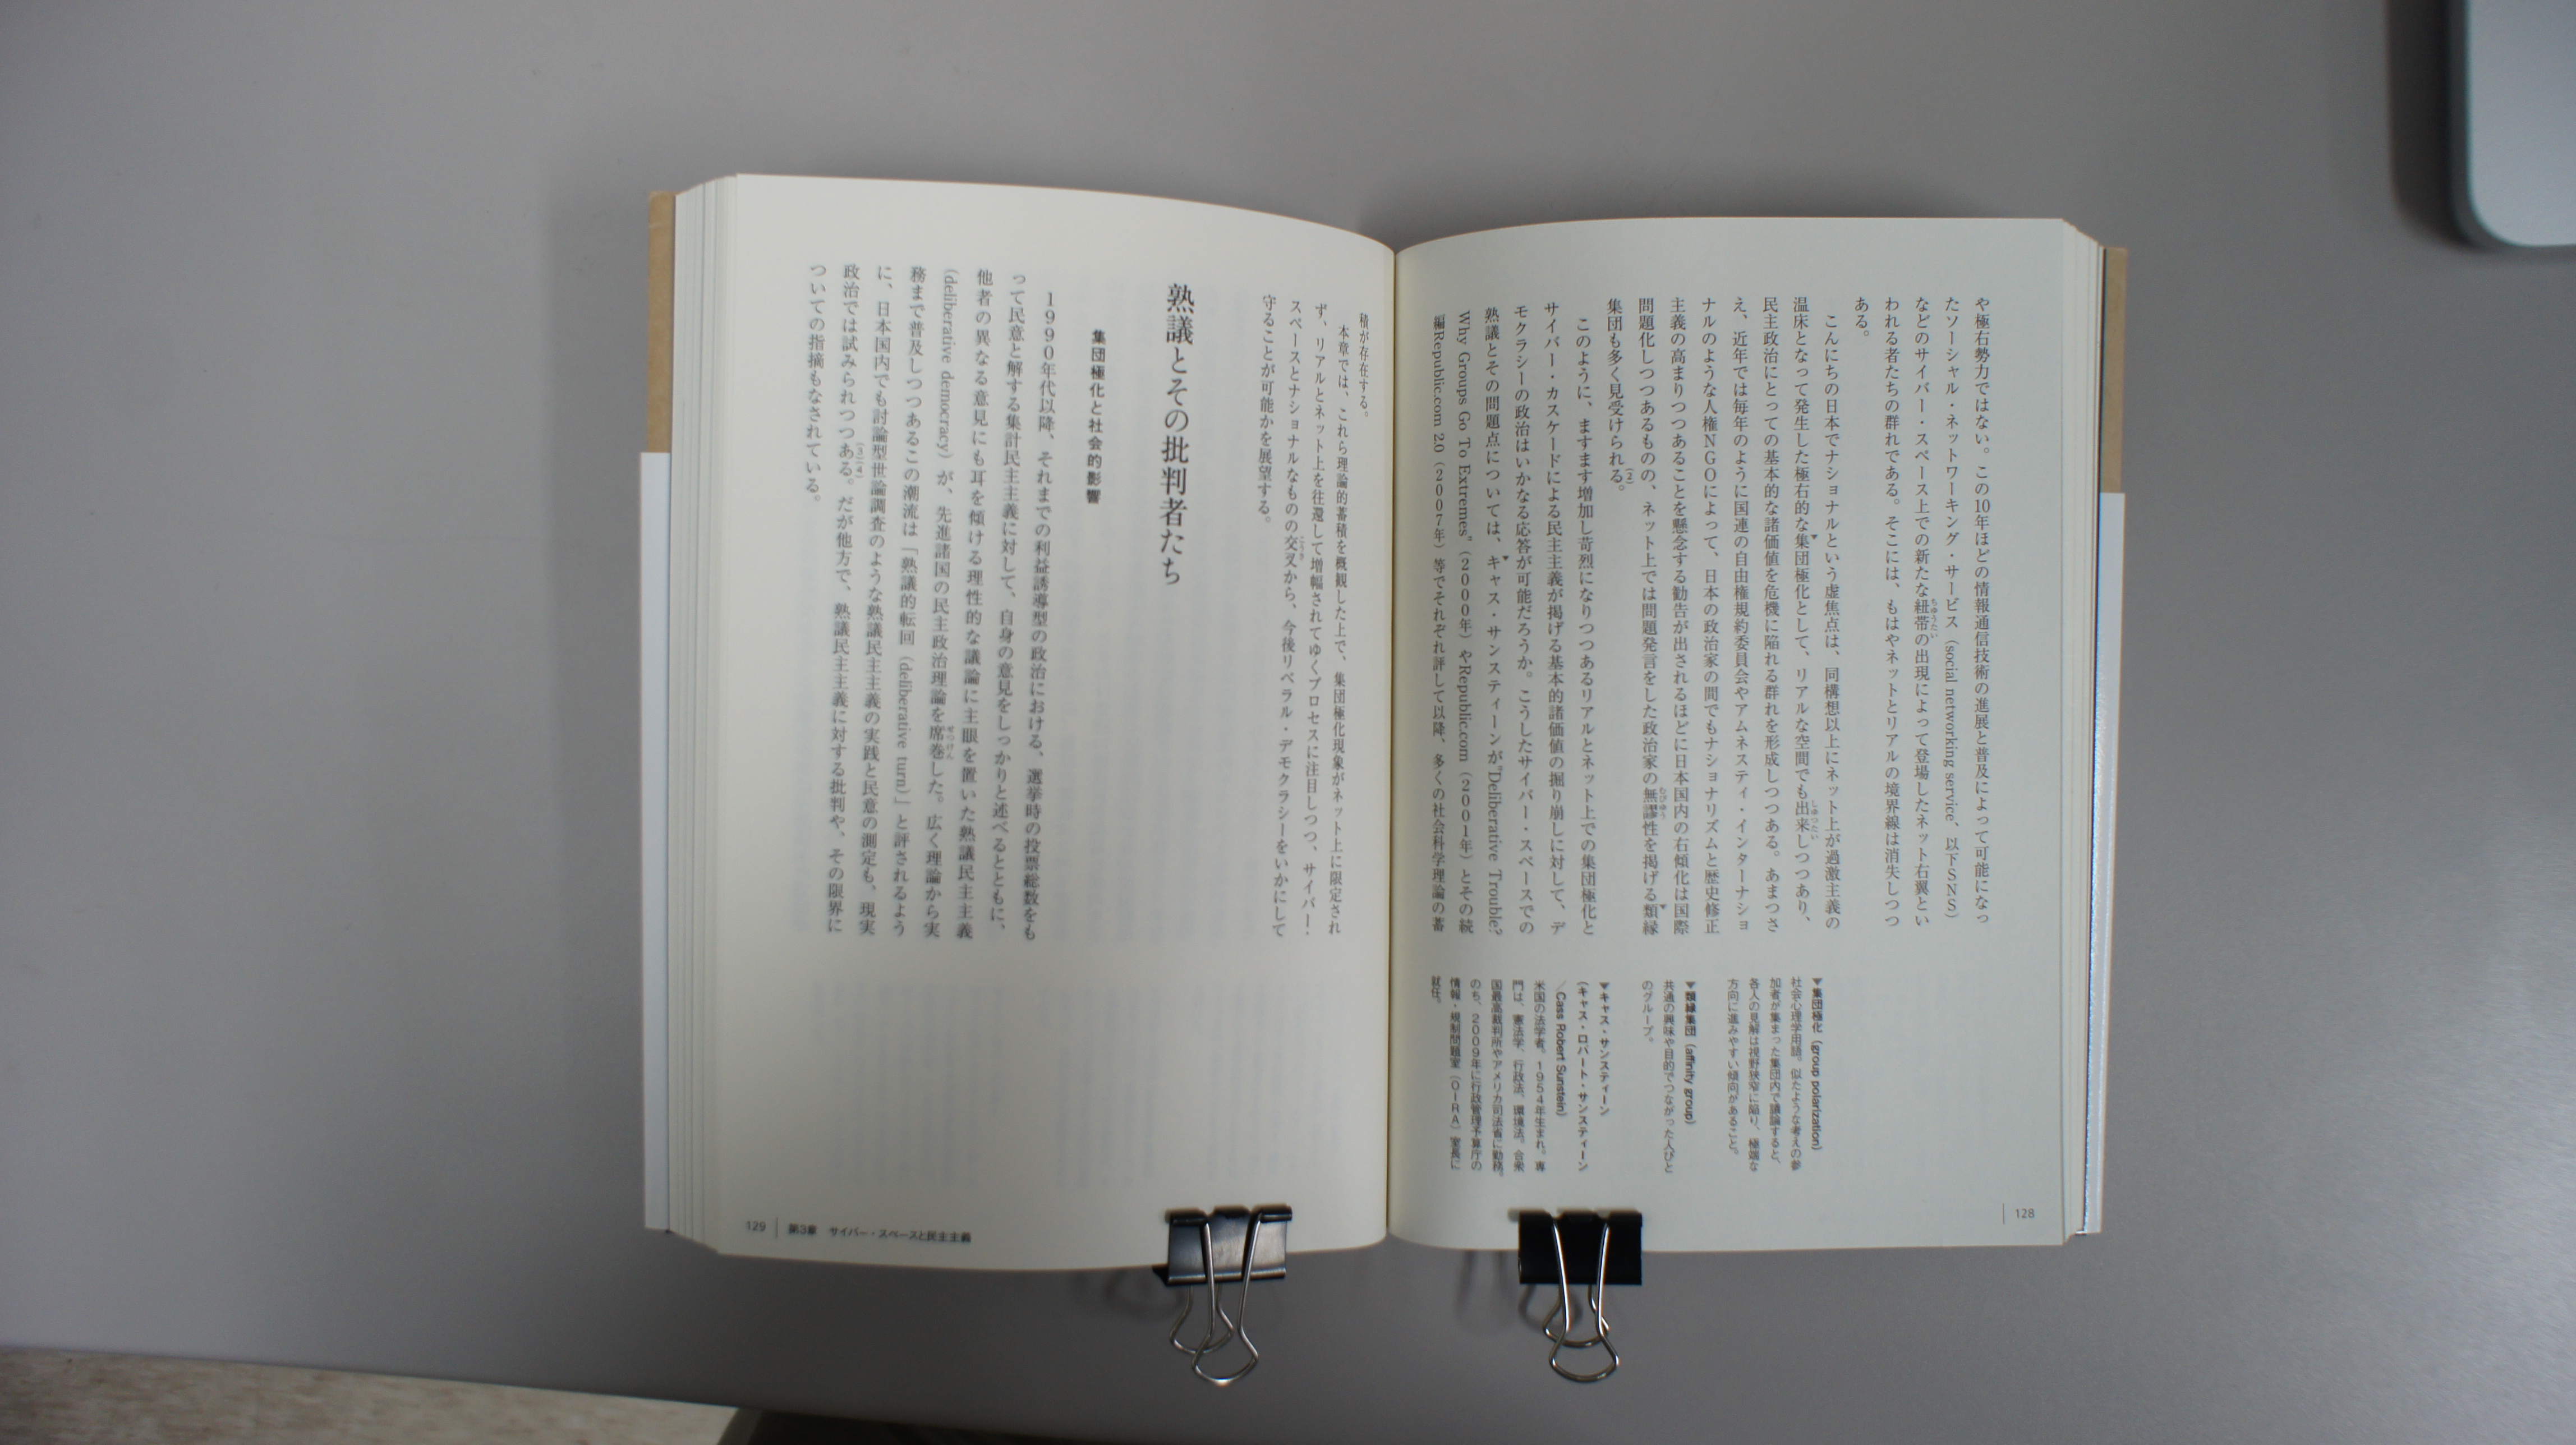 や極右勢力ではない。この10年ほどの情報通信技術の進展と普及によって可能になっ
たソーシャル・ネットワーキング・サービス（social networking service、以下SNS）
などのサイバー・スペース上での新たな紐帯の出現によって登場したネット右翼とい
われる者たちの群れである。そこには、もはやネットとリアルの境界線は消失しつつ
ある。
こんにちの日本でナショナルという虚焦点は、同構想以上にネット上が過激主義の
温床となって発生した極右的な集団極化として、リアルな空間でも出来しつつあり、
民主政治にとっての基本的な諸価値を危機に陥れる群れを形成しつつある。あまつさ
え、近年では毎年のように国連の自由権規約委員会やアムネスティ・インターナショ
ナルのような人権NGOによって、日本の政治家の間でもナショナリズムと歴史修正
主義の高まりつつあることを懸念する勧告が出されるほどに日本国内の右傾化は国際
問題化しつつあるものの、ネット上では問題発言をした政治家の無謬性を掲げる類縁
集団も多く見受けられる(2)。
このように、ますます増加し苛烈になりつつあるリアルとネット上での集団極化と
サイバー・カスケードによる民主主義が掲げる基本的諸価値の掘り崩しに対して、デ
モクラシーの政治はいかなる応答が可能だろうか。こうしたサイバー・スペースでの
熟議とその問題点については、キャス・サンスティーンが"Deliberative Trouble?
Why Groups Go To Extremes"（2000年）やRepublic.com（2001年）とその続
編Republic.com 2.0（2007年）等でそれぞれ評して以降、多くの社会科学理論の蓄
▼集団極化（group polarization）
社会心理学用語。似たような考えの参
加者が集まった集団内で議論すると、
各人の見解は視野狭窄に陥り、極端な
方向に進みやすい傾向があること。
▼類縁集団（affinity group）
共通の興味や目的でつながった人びと
のグループ。
▼キャス・サンスティーン
（キャス・ロバート・サンスティーン
／Cass Robert Sunstein）
米国の法学者。1954年生まれ。専
門は、憲法学、行政法、環境法。合衆
国最高裁判所やアメリカ司法省に勤務。
のち、2009年に行政管理予算庁の
情報・規制問題室（OIRA）室長に
就任。
128
積が存在する。
本章では、これら理論的蓄積を概観した上で、集団極化現象がネット上に限定され
ず、リアルとネット上を往還して増幅されてゆくプロセスに注目しつつ、サイバー・
スペースとナショナルなものの交叉から、今後リベラル・デモクラシーをいかにして
守ることが可能かを展望する。
熟議とその批判者たち
集団極化と社会的影響
1990年代以降、それまでの利益誘導型の政治における、選挙時の投票総数をも
って民意と解する集計民主主義に対して、自身の意見をしっかりと述べるとともに、
他者の異なる意見にも耳を傾ける理性的な議論に主眼を置いた熟議民主主義
（deliberative democracy）が、先進諸国の民主政治理論を席巻した。広く理論から実
務まで普及しつつあるこの潮流は「熟議的転回（deliberative turn）」と評されるよう
に、日本国内でも討論型世論調査のような熟議民主主義の実践と民意の測定も、現実
政治では試みられつつある(3)(4)。だが他方で、熟議民主主義に対する批判や、その限界に
ついての指摘もなされている。
129 第3章 サイバー・スペースと民主主義